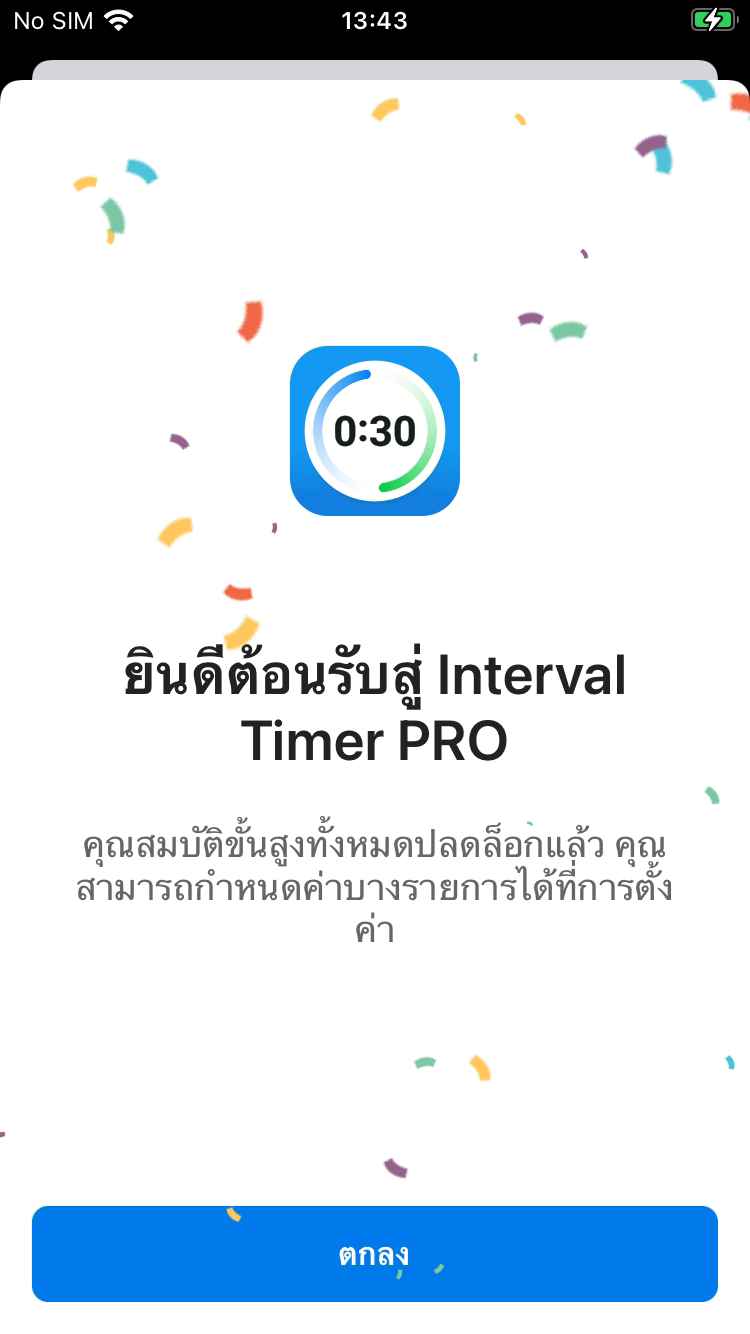 No SIM 13:43
0:30
ยินดีต้อนรับสู่ Interval
Timer PRO
คุณสมบัติขั้นสูงทั้งหมดปลดล็อกแล้ว คุณ
สามารถกำหนดค่าบางรายการได้ที่การตั้ง
ค่า
ตกลง